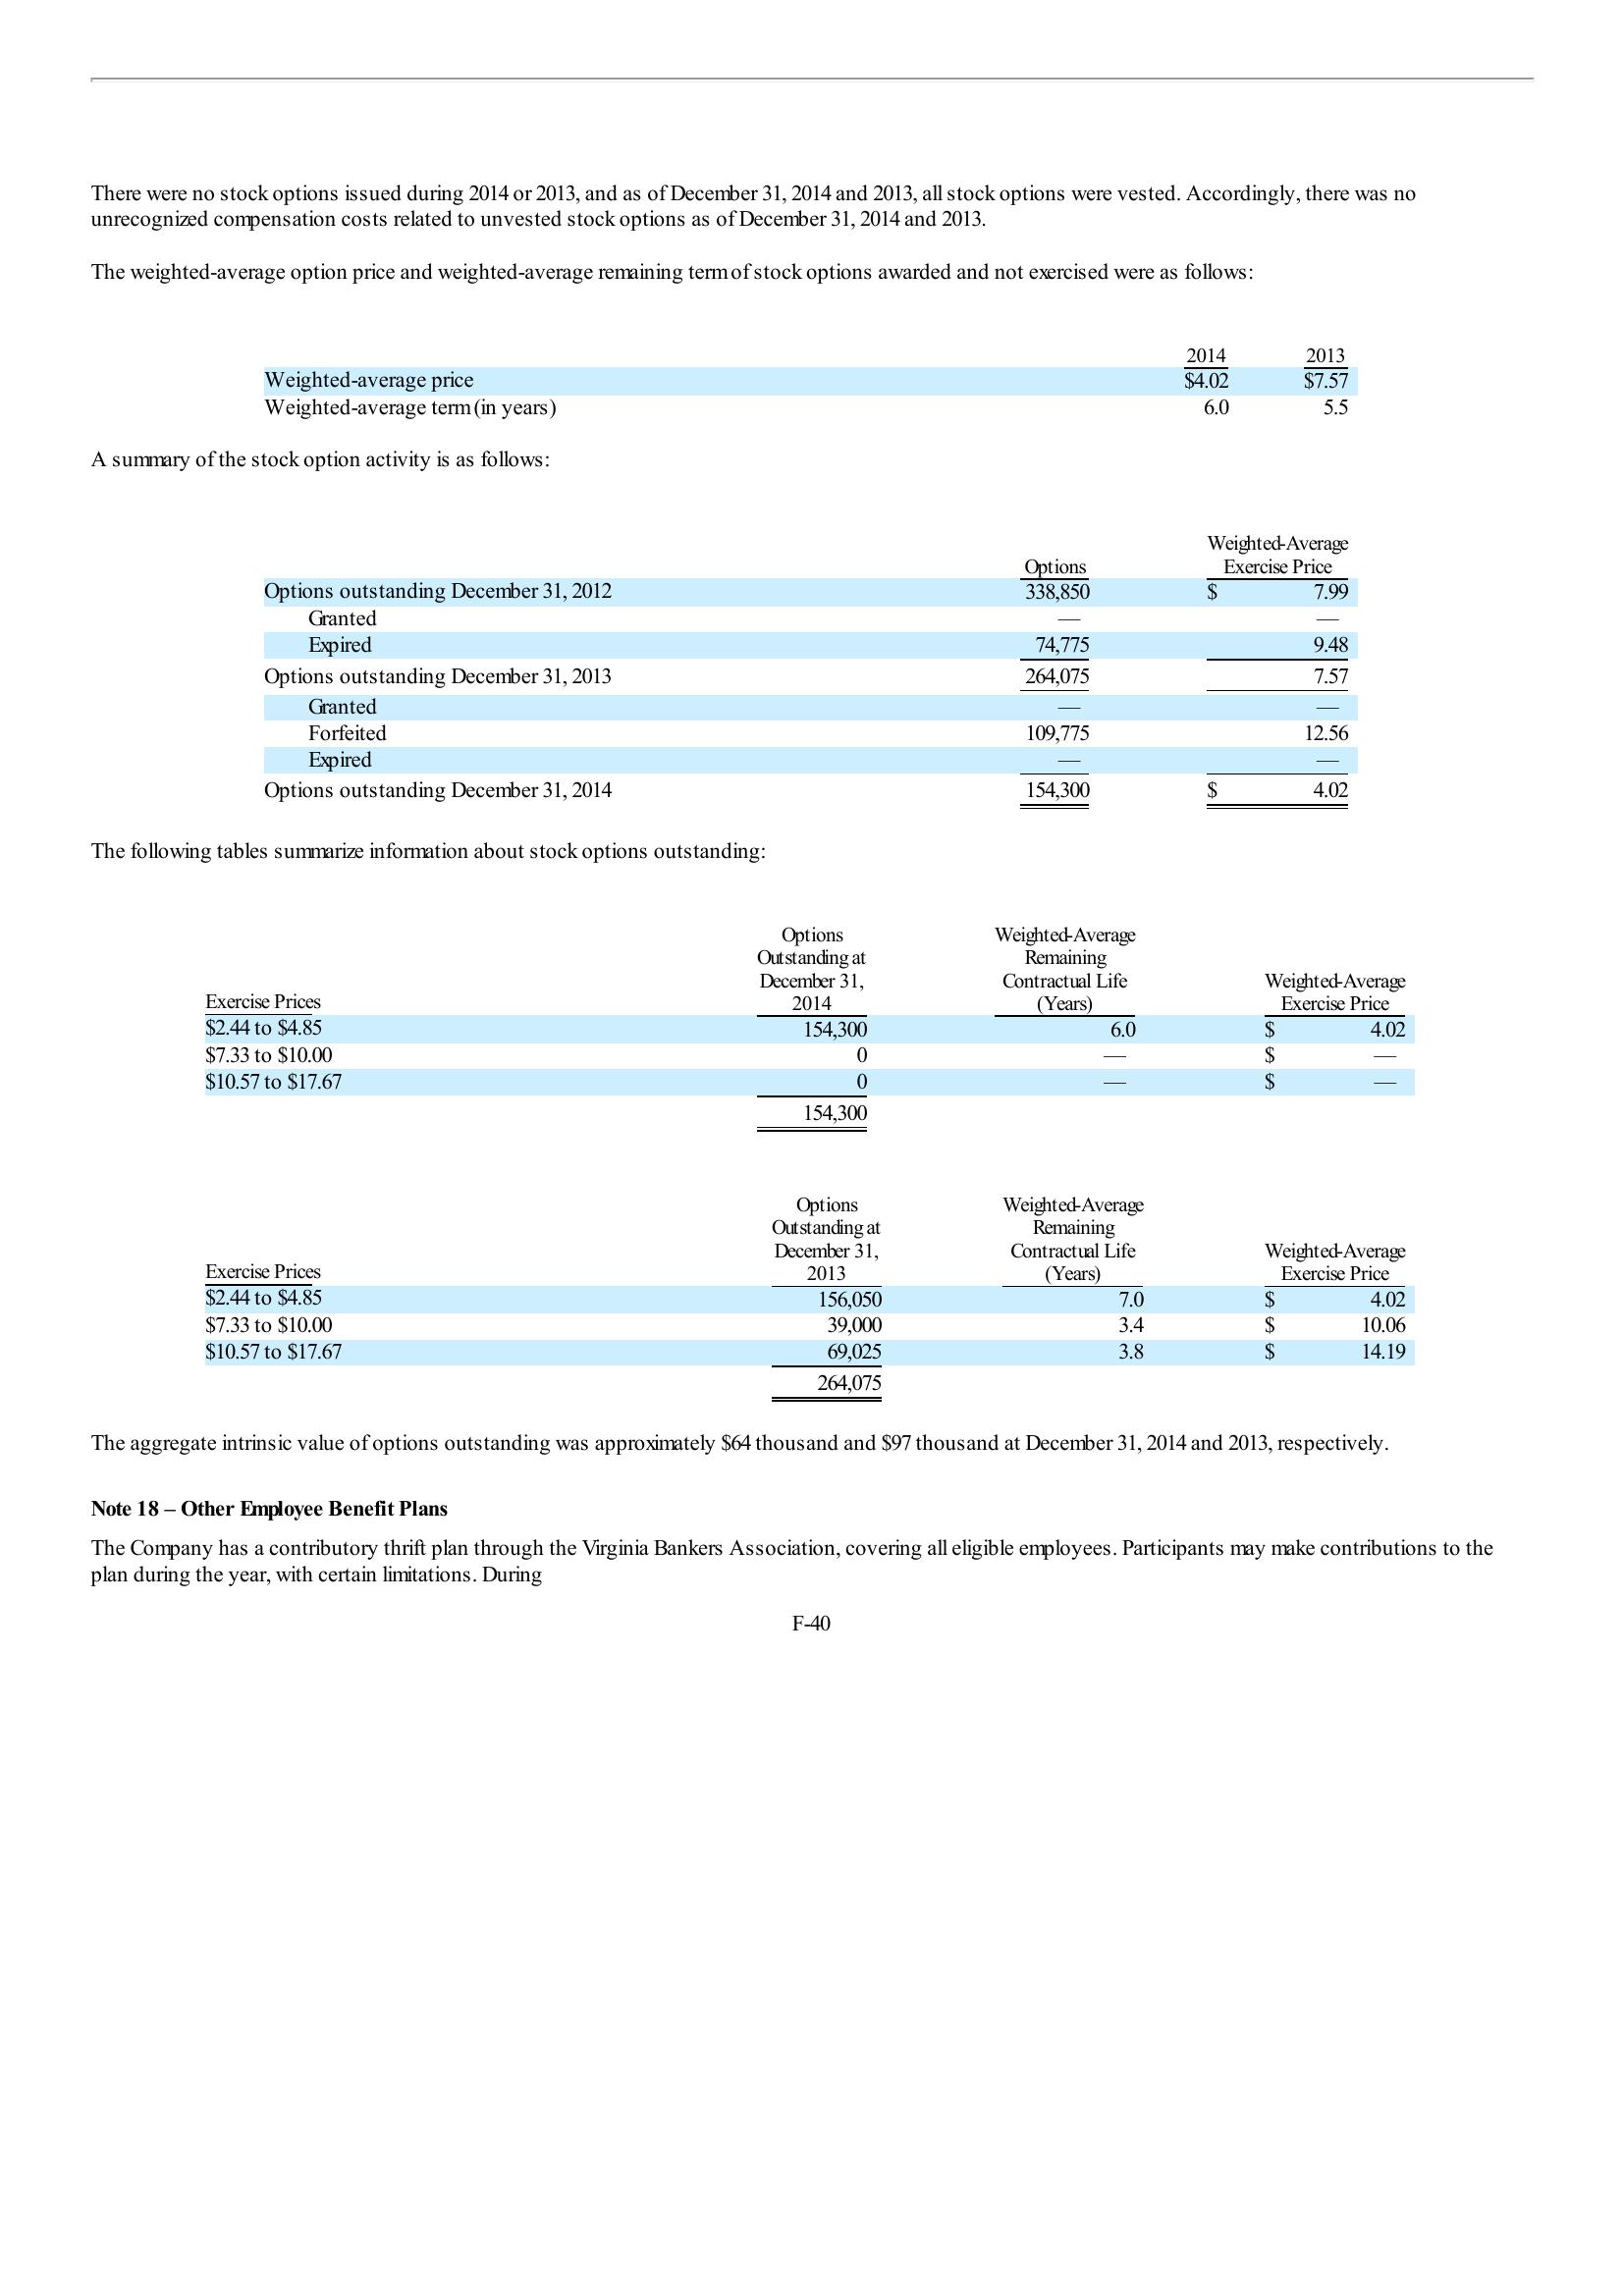 There were no stock options issued during 2014 or 2013, and as of December 31, 2014 and 2013, all stock options were vested. Accordingly, there was no
unrecognized compensation costs related to unvested stock options as of December 31, 2014 and 2013.
The weighted-average option price and weighted-average remaining term of stock options awarded and not exercised were as follows:
2014 2013
Weighted-average price $4.02 $7.57
Weighted-average term (in years) 6.0 5.5
A summary of the stock option activity is as follows:
Weighted-Average
Options Exercise Price
Options outstanding December 31, 2012 338,850 $ 7.99
Granted — —
Expired 74,775 9.48
Options outstanding December 31, 2013 264,075 7.57
Granted — —
Forfeited 109,775 12.56
Expired — —
Options outstanding December 31, 2014 154,300 $ 4.02
The following tables summarize information about stock options outstanding:
Options Weighted-Average
Outstanding at Remaining
December 31, Contractual Life Weighted-Average
Exercise Prices 2014 (Years) Exercise Price
$2.44 to $4.85 154,300 6.0 $ 4.02
$7.33 to $10.00 0 — $ —
$10.57 to $17.67 0 — $ —
154,300
Options Weighted-Average
Outstanding at Remaining
December 31, Contractual Life Weighted-Average
Exercise Prices 2013 (Years) Exercise Price
$2.44 to $4.85 156,050 7.0 $ 4.02
$7.33 to $10.00 39,000 3.4 $ 10.06
$10.57 to $17.67 69,025 3.8 $ 14.19
264,075
The aggregate intrinsic value of options outstanding was approximately $64 thousand and $97 thousand at December 31, 2014 and 2013, respectively.
Note 18 – Other Employee Benefit Plans
The Company has a contributory thrift plan through the Virginia Bankers Association, covering all eligible employees. Participants may make contributions to the
plan during the year, with certain limitations. During
F-40